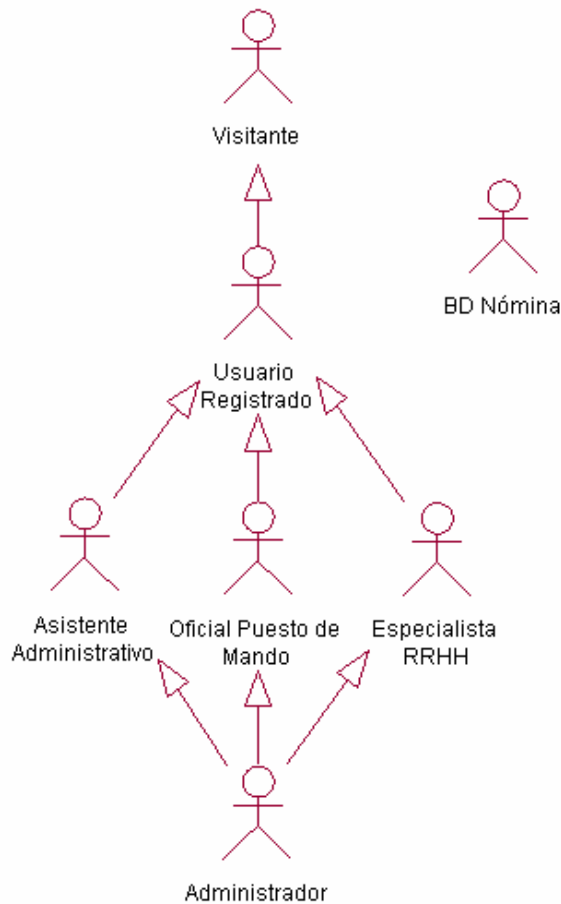 Visitante
BD Nómina
Usuario
Registrado
Asistente
Administrativo
Oficial Puesto de
Mando
Especialista
RRHH
Administrador